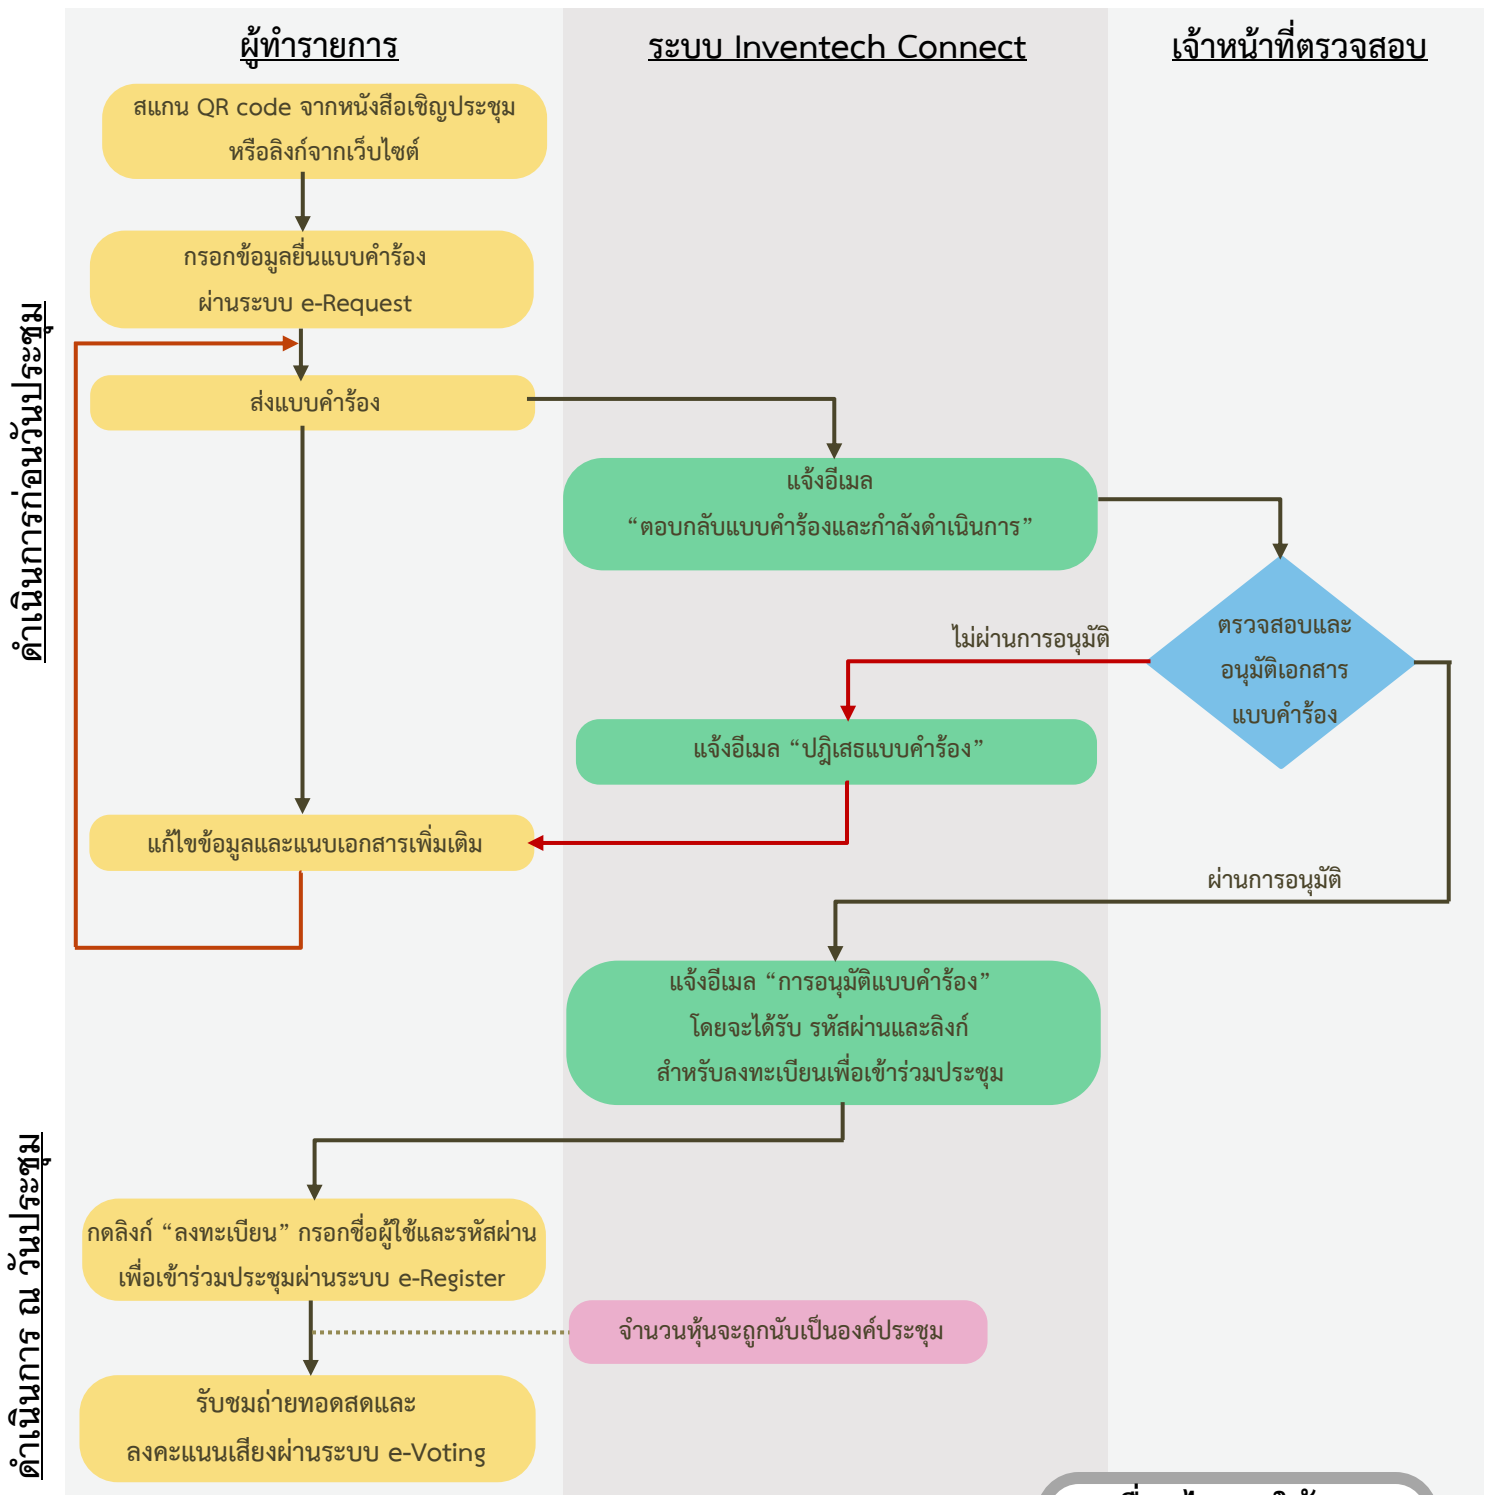 ผู้ทำรายการ
ระบบ Inventech Connect
เจ้าหน้าที่ตรวจสอบ
ดำเนินการก่อนวันประชุม
สแกน QR code จากหนังสือเชิญประชุม
หรือลิงก์จากเว็บไซต์
กรอกข้อมูลยื่นแบบคำร้อง
ผ่านระบบ e-Request
ส่งแบบคำร้อง
แจ้งอีเมล
“ตอบกลับแบบคำร้องและกำลังดำเนินการ”
ตรวจสอบและ
อนุมัติเอกสาร
แบบคำร้อง
ไม่ผ่านการอนุมัติ
แจ้งอีเมล “ปฎิเสธแบบคำร้อง”
แก้ไขข้อมูลและแนบเอกสารเพิ่มเติม
ผ่านการอนุมัติ
แจ้งอีเมล “การอนุมัติแบบคำร้อง”
โดยจะได้รับ รหัสผ่านและลิงก์
สำหรับลงทะเบียนเพื่อเข้าร่วมประชุม
ดำเนินการ ณ วันประชุม
กดลิงก์ “ลงทะเบียน” กรอกชื่อผู้ใช้และรหัสผ่าน
เพื่อเข้าร่วมประชุมผ่านระบบ e-Register
จำนวนหุ้นจะถูกนับเป็นองค์ประชุม
รับชมถ่ายทอดสดและ
ลงคะแนนเสียงผ่านระบบ e-Voting